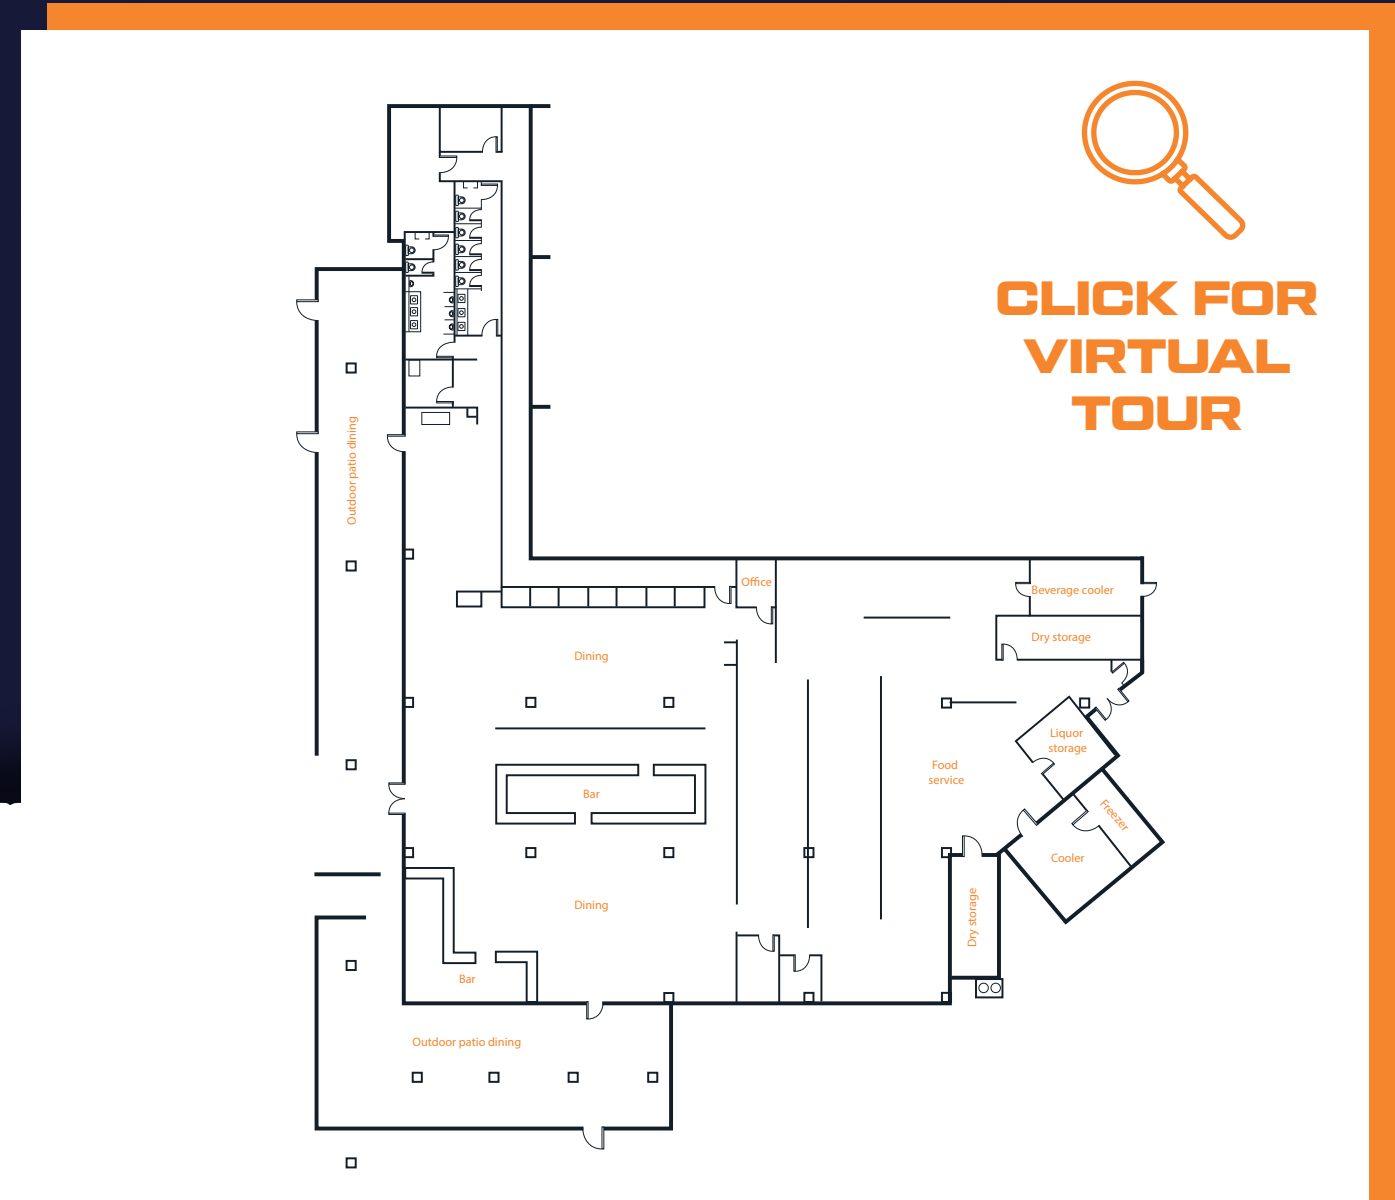 CLICK FOR
VIRTUAL
TOUR
Outdoor patio dining
Office
Beverage cooler
Dry storage
Dining
Liquor
storage
Food
service
Bar
Freezer
Cooler
Dining
Dry storage
Bar
Outdoor patio dining